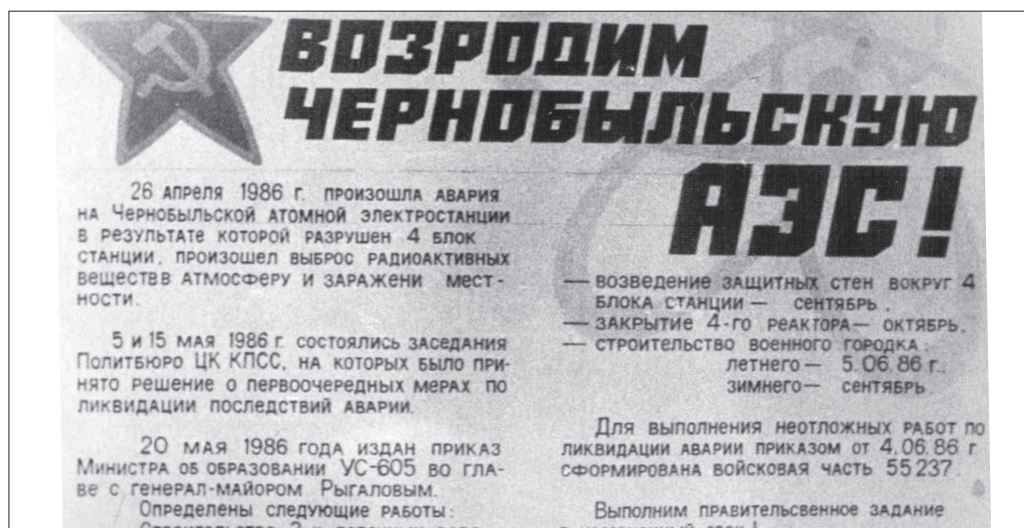 ВОЗРОДИМ
ЧЕРНОБЫЛЬСКУЮ
АЭС!
26 АПРЕЛЯ 1986 Г. ПРОИЗОШЛА АВАРИЯ
НА ЧЕРНОБЫЛЬСКОЙ АТОМНОЙ ЭЛЕКТРОСТАНЦИИ
В РЕЗУЛЬТАТЕ КОТОРОЙ РАЗРУШЕН 4 БЛОК
СТАНЦИИ, ПРОИЗОШЕЛ ВЫБРОС РАДИОАКТИВНЫХ
ВЕЩЕСТВВ АТМОСФЕРУ И ЗАРАЖЕНИ МЕСТ-
НОСТИ.
5 И 15 МАЯ 1986 Г. СОСТОЯЛИСЬ ЗАСЕДАНИЯ
ПОЛИТБЮРО ЦК КПСС, НА КОТОРЫХ БЫЛО ПРИ-
НЯТО РЕШЕНИЕ О ПЕРВООЧЕРЕДНЫХ МЕРАХ ПО
ЛИКВИДАЦИИ ПОСЛЕДСТВИЙ АВАРИИ.
20 МАЯ 1986 ГОДА ИЗДАН ПРИКАЗ
МИНИСТРА ОБ ОБРАЗОВАНИИ УС-605 ВО ГЛА-
ВЕ С ГЕНЕРАЛ-МАЙОРОМ РЫГАЛОВЫМ.
ОПРЕДЕЛЕНЫ СЛЕДУЮЩИЕ РАБОТЫ:
— ВОЗВЕДЕНИЕ ЗАЩИТНЫХ СТЕН ВОКРУГ 4
БЛОКА СТАНЦИИ — СЕНТЯБРЬ,
— ЗАКРЫТИЕ 4-ГО РЕАКТОРА — ОКТЯБРЬ,
— СТРОИТЕЛЬСТВО ВОЕННОГО ГОРОДКА:
ЛЕТНЕГО — 5.06.86 Г.,
ЗИМНЕГО — СЕНТЯБРЬ.
ДЛЯ ВЫПОЛНЕНИЯ НЕОТЛОЖНЫХ РАБОТ ПО
ЛИКВИДАЦИИ АВАРИИ ПРИКАЗОМ ОТ 4.06.86 Г
СФОРМИРОВАНА ВОЙСКОВАЯ ЧАСТЬ 55237.
ВЫПОЛНИМ ПРАВИТЕЛЬСВЕННОЕ ЗАДАНИЕ